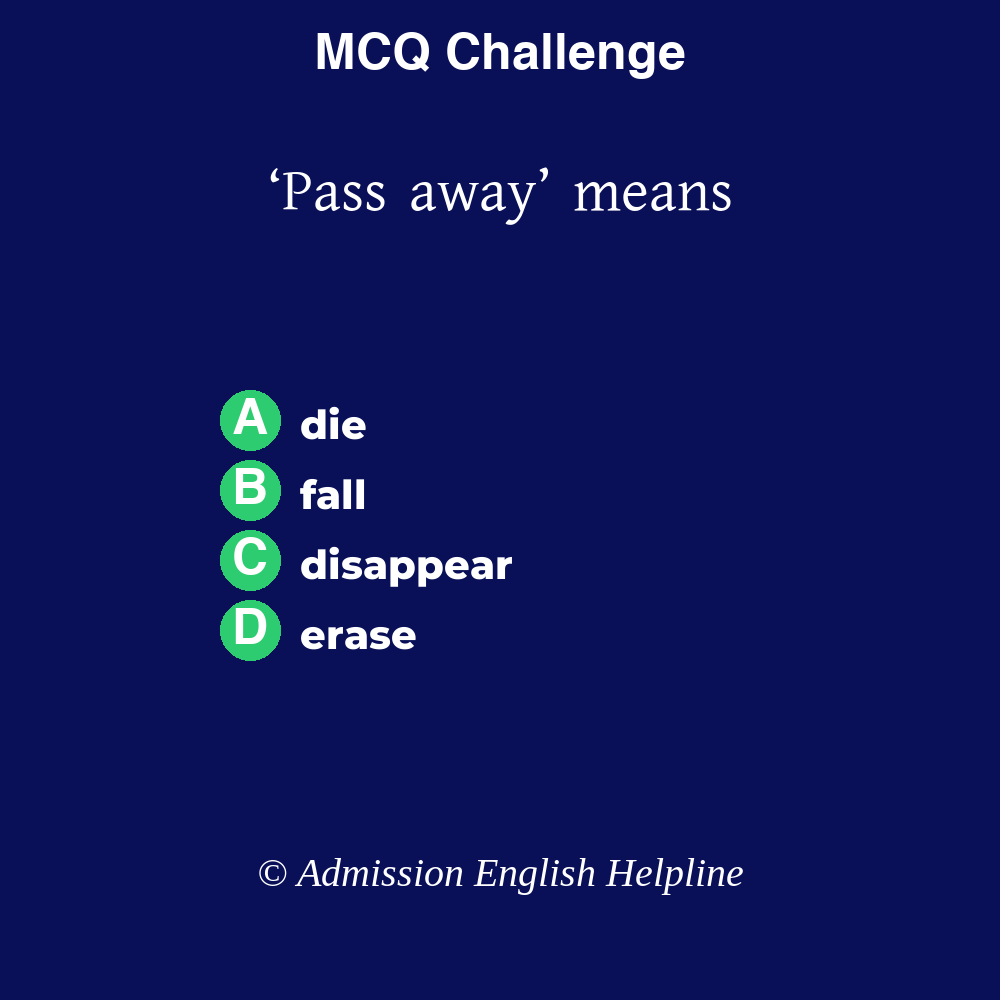 MCQ Challenge
‘Pass away’ means
A die
B fall
C disappear
D erase
© Admission English Helpline